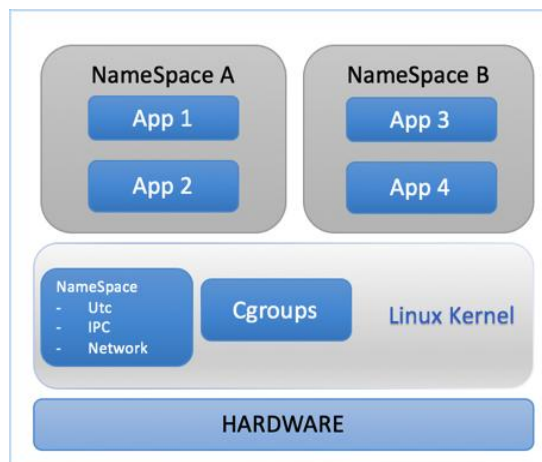 NameSpace A
App 1
App 2
NameSpace B
App 3
App 4
NameSpace
- Utc
- IPC
- Network
Cgroups
Linux Kernel
HARDWARE